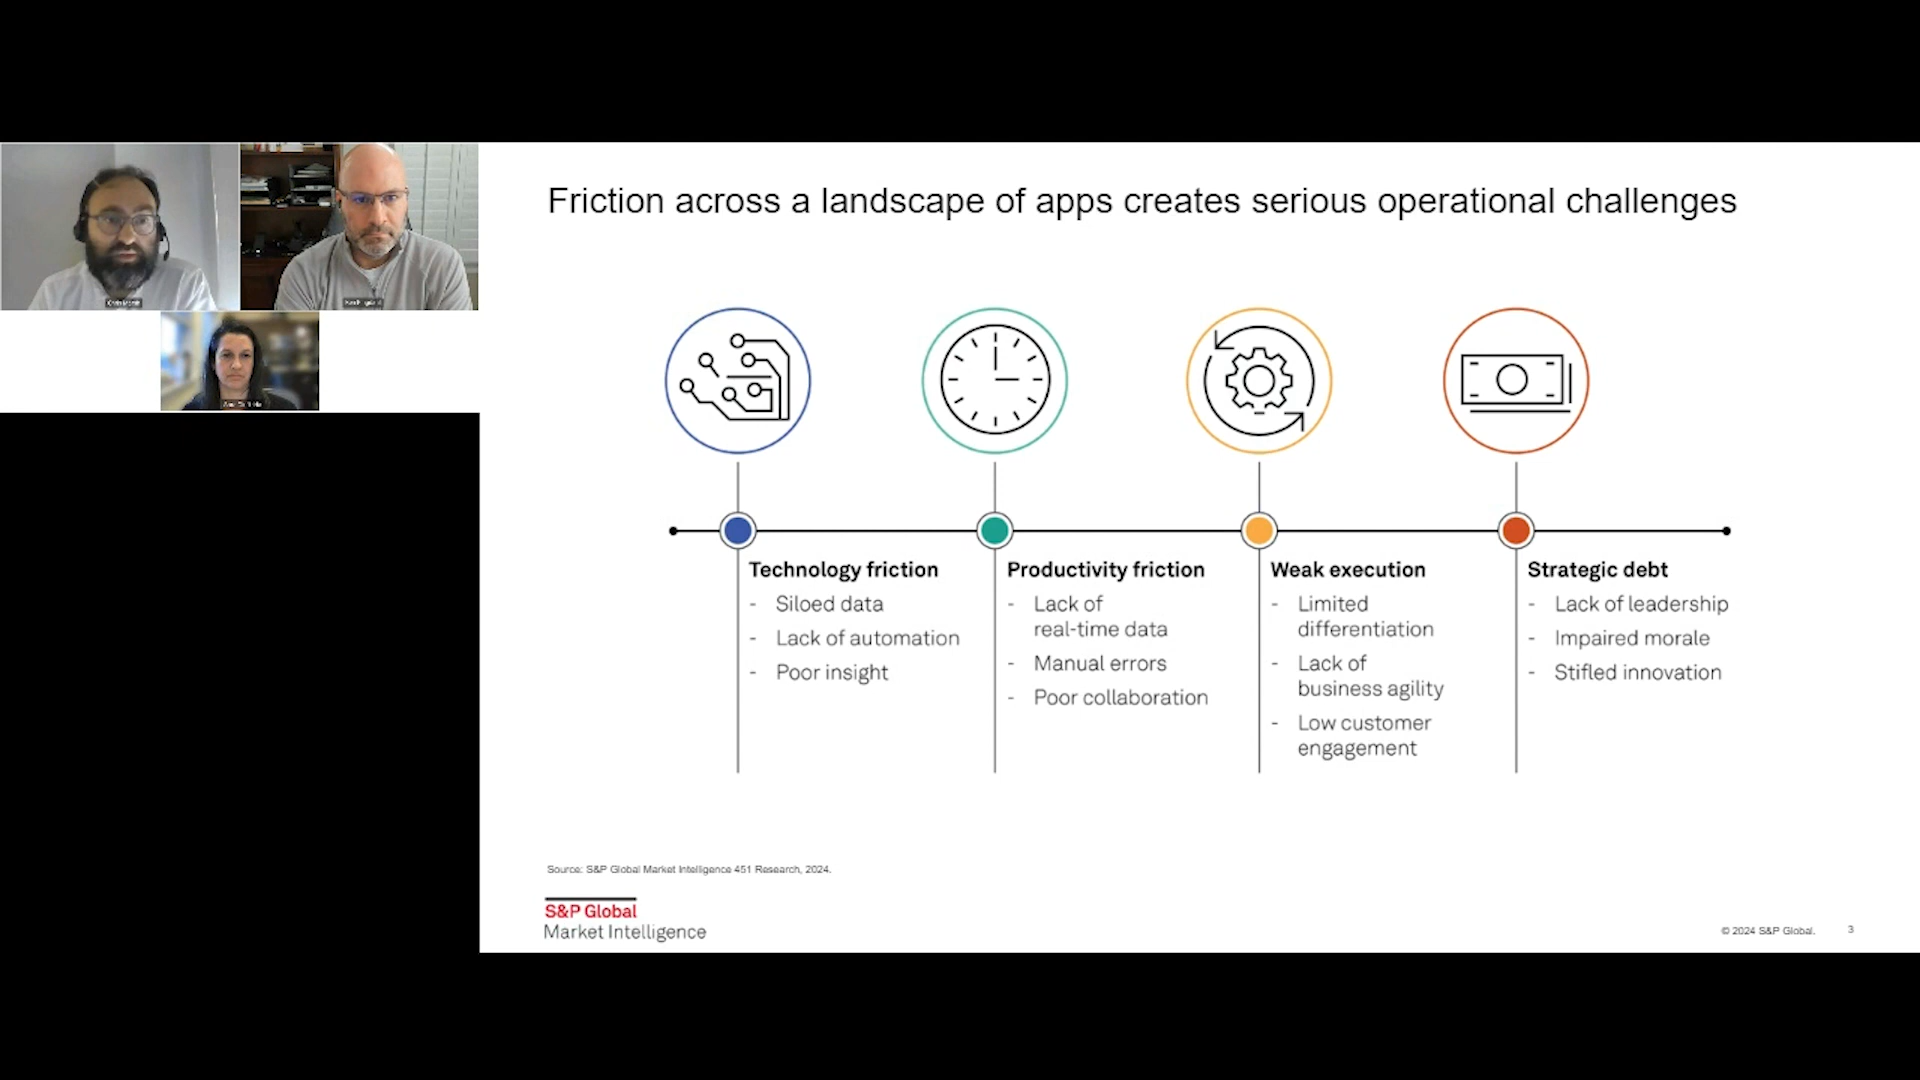 Friction across a landscape of apps creates serious operational challenges
Technology friction
- Siloed data
- Lack of automation
- Poor insight
Productivity friction
- Lack of
real-time data
- Manual errors
- Poor collaboration
Weak execution
- Limited
differentiation
- Lack of
business agility
- Low customer
engagement
Strategic debt
- Lack of leadership
- Impaired morale
- Stifled innovation
Source: S&P Global Market Intelligence 451 Research, 2024.
S&P Global
Market Intelligence
© 2024 S&P Global.
3